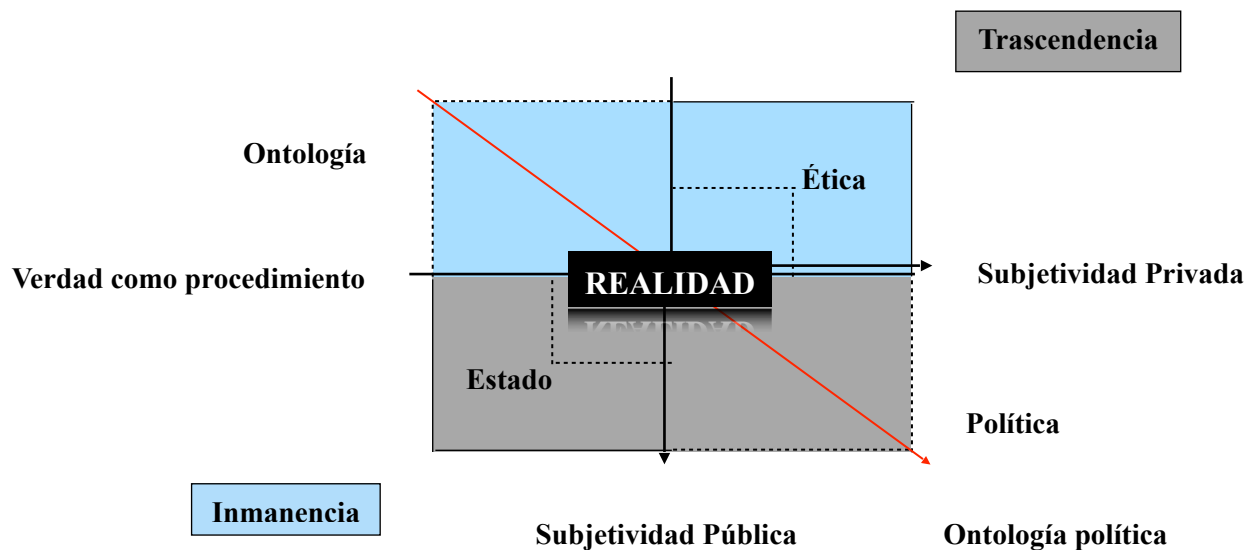 Trascendencia
Ontología
Ética
Verdad como procedimiento
REALIDAD
Subjetividad Privada
Estado
Política
Inmanencia
Subjetividad Pública
Ontología política